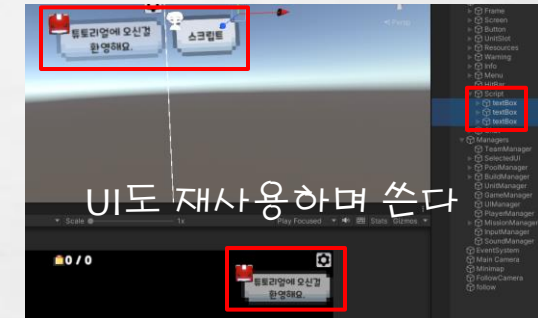 튜토리얼에 오신걸
환영해요.
스크립트
Persp
Frame
Screen
Button
UnitSlot
Resources
Warning
Info
Menu
HitBar
Script
textBox
textBox
textBox
Managers
TeamManager
SelectedUI
PoolManager
BuildManager
UnitManager
GameManager
UIManager
PlayerManager
MissionManager
InputManager
SoundManager
EventSystem
Main Camera
Minimap
FollowCamera
follow
UI도 재사용하며 쓴다
Scale 1x Play Focused Stats Gizmos
0 / 0
튜토리얼에 오신걸
환영해요.